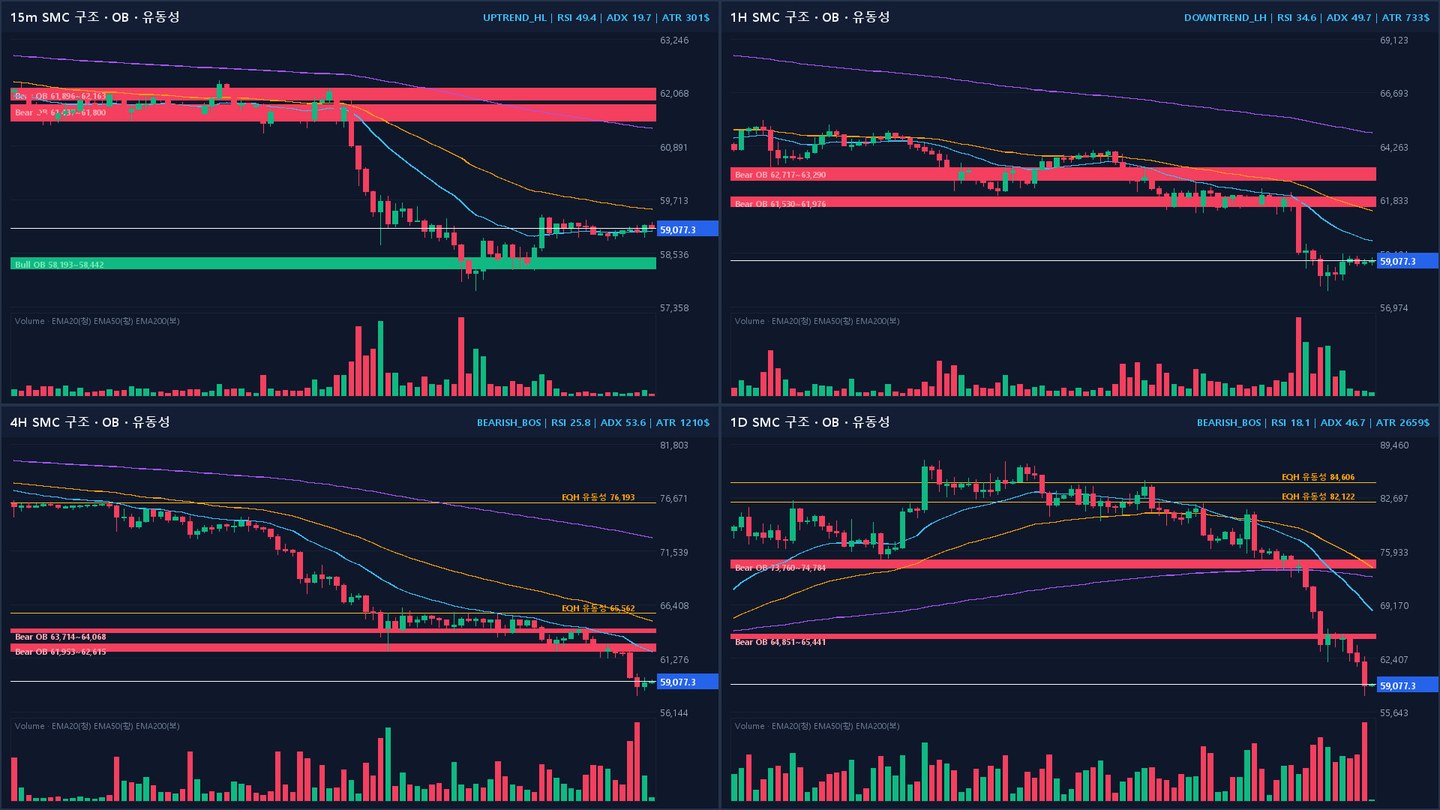 15m SMC 구조 · OB · 유동성
UPTREND_HL | RSI 49.4 | ADX 19.7 | ATR 301$
63,246
62,068
60,891
59,713
58,536
57,358
Bear OB 61,896~62,163
61,800
Bull OB 58,193~58,442
59,077.3
Volume · EMA20(청) EMA50(황) EMA200(보)
1H SMC 구조 · OB · 유동성
DOWNTREND_LH | RSI 34.6 | ADX 49.7 | ATR 733$
69,123
66,693
64,263
61,833
56,974
Bear OB 62,717~63,290
Bear OB 61,530~61,976
59,077.3
Volume · EMA20(청) EMA50(황) EMA200(보)
4H SMC 구조 · OB · 유동성
BEARISH_BOS | RSI 25.8 | ADX 53.6 | ATR 1210$
81,803
76,671
71,539
66,408
61,276
56,144
EQH 유동성 76,193
EQH 유동성 65,562
Bear OB 63,714~64,068
Bear OB 61,953~62,615
59,077.3
Volume · EMA20(청) EMA50(황) EMA200(보)
1D SMC 구조 · OB · 유동성
BEARISH_BOS | RSI 18.1 | ADX 46.7 | ATR 2659$
89,460
82,697
75,933
69,170
62,407
55,643
EQH 유동성 84,606
EQH 유동성 82,122
Bear OB 73,760~74,784
Bear OB 64,851~65,441
59,077.3
Volume · EMA20(청) EMA50(황) EMA200(보)